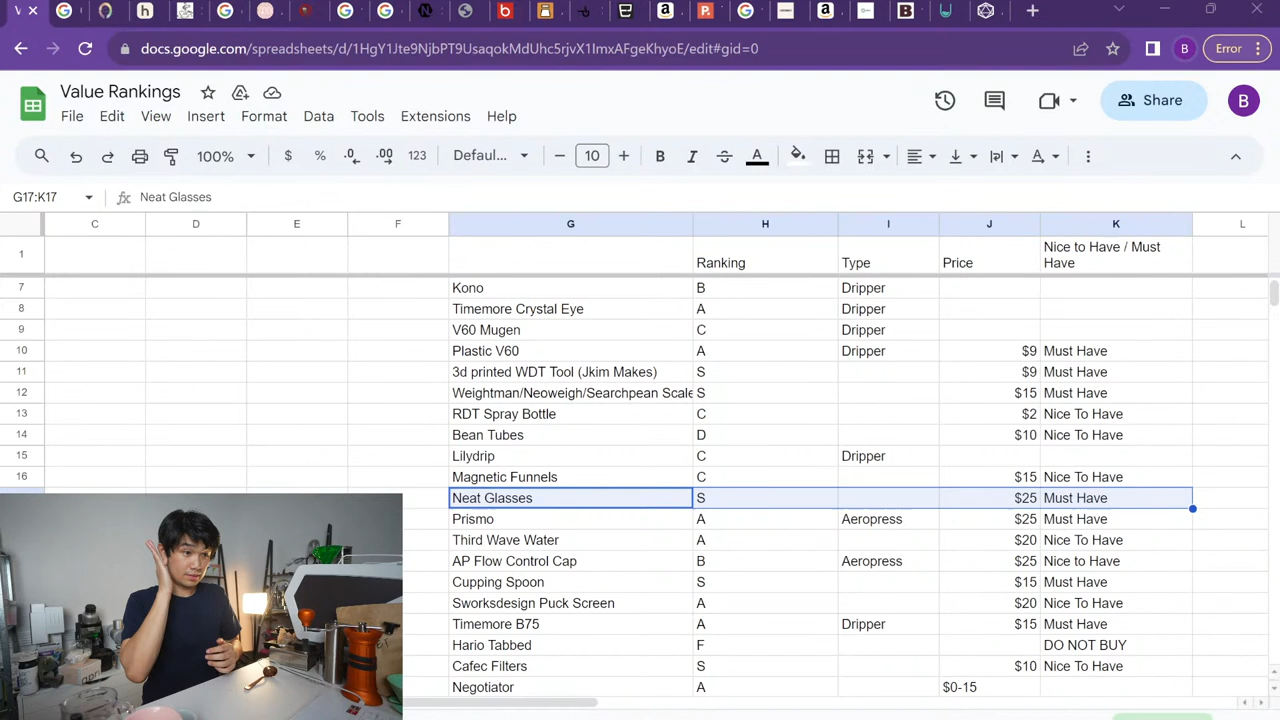 docs.google.com/spreadsheets/d/1HgY1Jte9NjbPT9UsaqokMdUhc5rjvX1ImxAFgeKhyoE/edit#gid=0
B
Error
Value Rankings
File Edit View Insert Format Data Tools Extensions Help
Share
B
100% $ % .0 .00 123 Defaul... 10 B I A A
G17:K17 fx Neat Glasses
C D E F G H I J K L
1 Ranking Type Price Nice to Have / Must
Have
7 Kono B Dripper
8 Timemore Crystal Eye A Dripper
9 V60 Mugen C Dripper
10 Plastic V60 A Dripper $9 Must Have
11 3d printed WDT Tool (Jkim Makes) S $9 Must Have
12 Weightman/Neoweigh/Searchpean Scale S $15 Must Have
13 RDT Spray Bottle C $2 Nice To Have
14 Bean Tubes D $10 Nice To Have
15 Lilydrip C Dripper
16 Magnetic Funnels C $15 Nice To Have
Neat Glasses S $25 Must Have
Prismo A Aeropress $25 Must Have
Third Wave Water A $20 Nice To Have
AP Flow Control Cap B Aeropress $25 Nice to Have
Cupping Spoon S $15 Must Have
Sworksdesign Puck Screen A $20 Nice To Have
Timemore B75 A Dripper $15 Must Have
Hario Tabbed F DO NOT BUY
Cafec Filters S $10 Nice To Have
Negotiator A $0-15